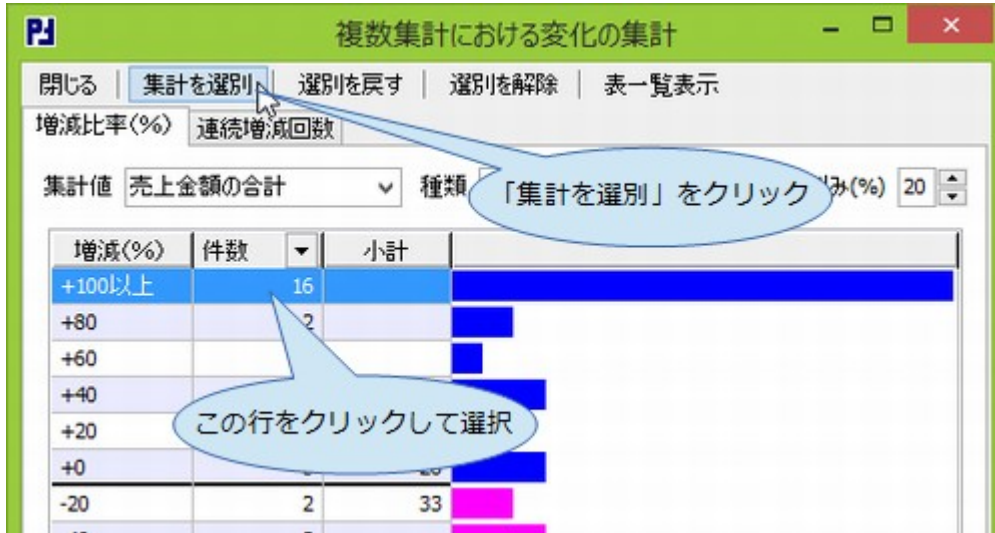 複数集計における変化の集計
閉じる 集計を選別 選別を戻す 選別を解除 表一覧表示
増減比率(%) 連続増減回数
集計値 売上金額の合計 種類 み(%) 20
「集計を選別」をクリック
増減(%) 件数 小計
+100以上 16
+80 2
+60
+40
この行をクリックして選択
+20
+0
-20 2 33